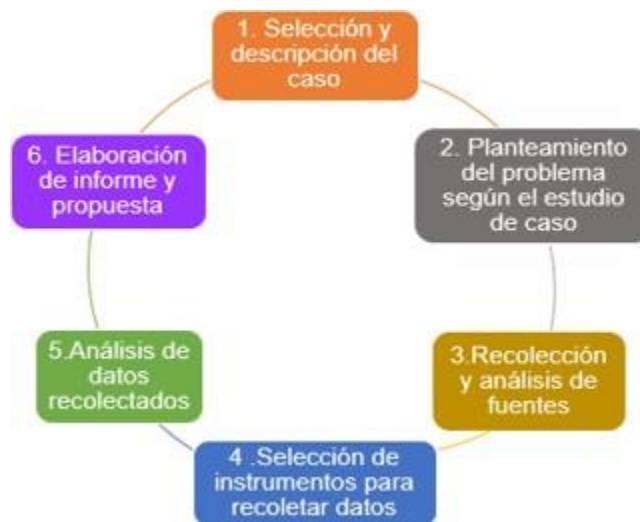 1. Selección y
descripción del
caso
2. Planteamiento
del problema
según el estudio
de caso
3.Recolección
y análisis de
fuentes
4 .Selección de
instrumentos para
recoletar datos
5.Análisis de
datos
recolectados
6. Elaboración
de informe y
propuesta